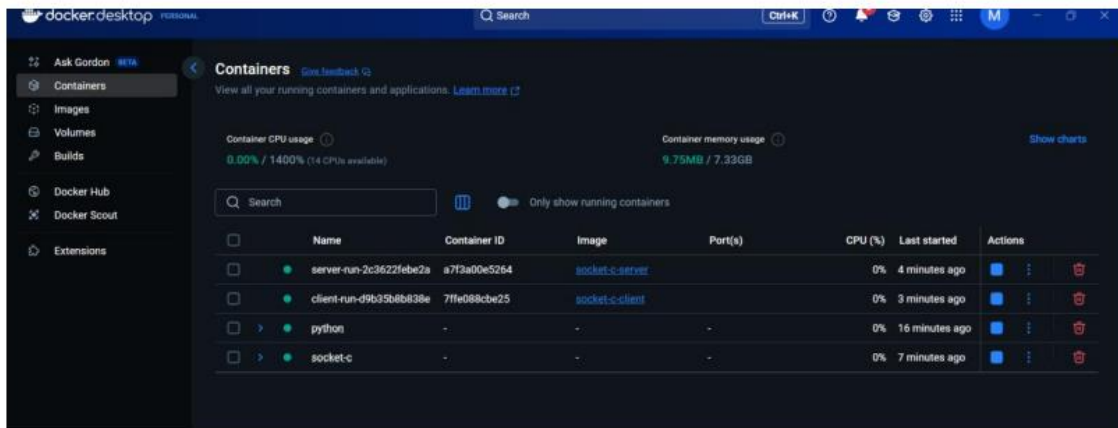 docker.desktop PERSONAL
Search
Ctrl+K
M
Ask Gordon BETA
Containers
Images
Volumes
Builds
Docker Hub
Docker Scout
Extensions
Containers Give feedback
View all your running containers and applications. Learn more
Container CPU usage
0.00% / 1400% (14 CPUs available)
Container memory usage
9.75MB / 7.33GB
Show charts
Search
Only show running containers
Name Container ID Image Port(s) CPU (%) Last started Actions
server-run-2c3622febe2a a7f3a00e5264 socket-c-server 0% 4 minutes ago
client-run-d9b35b8b838e 7ffe088cbe25 socket-c-client 0% 3 minutes ago
python - - - 0% 16 minutes ago
socket-c - - - 0% 7 minutes ago